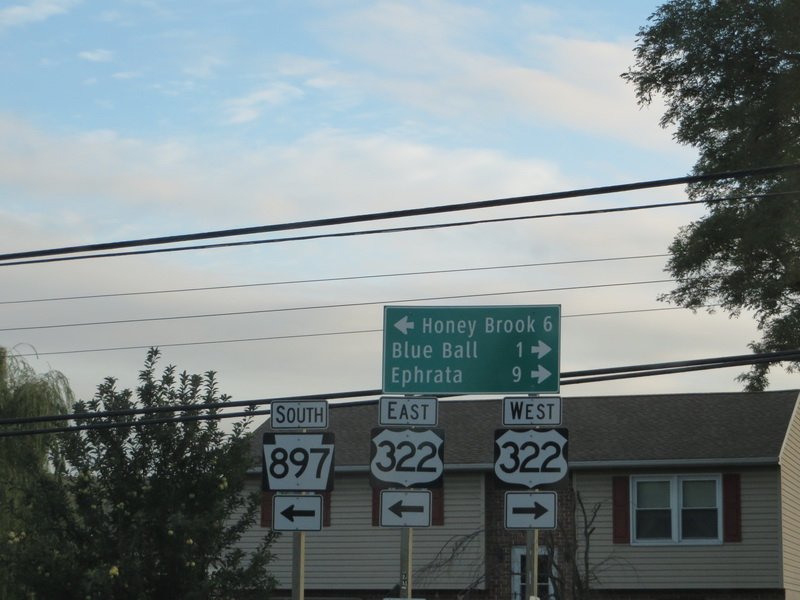 Honey Brook 6
Blue Ball 1
Ephrata 9
SOUTH
897
EAST
322
WEST
322